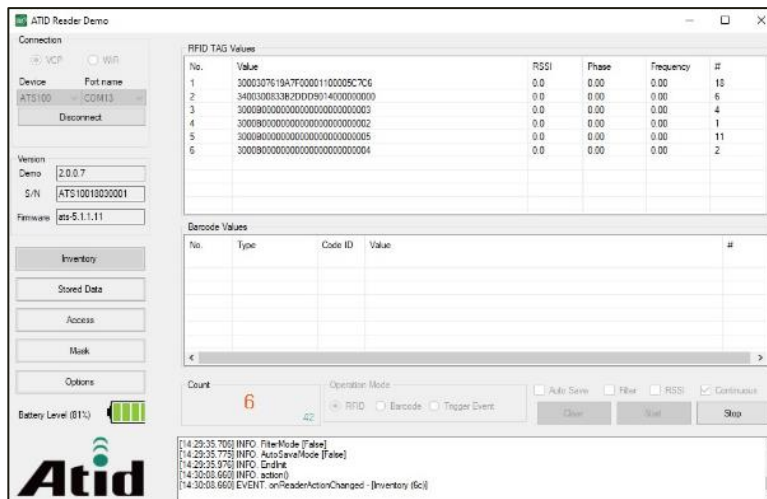 ATID Reader Demo
Connection
VCP WiFi
Device Port name
ATS100 COM13
Disconnect
Version
Demo 2.0.0.7
S/N ATS10018030001
Firmware ats-5.1.1.11
Inventory
Stored Data
Access
Mask
Options
Battery Level (81%)
Atid
RFID TAG Values
No. Value RSSI Phase Frequency #
1 3000307619A7F00001100005C7C6 0.0 0.00 0.00 18
2 3400300833B2DDD9014000000000 0.0 0.00 0.00 6
3 0.0 0.00 0.00 4
4 0.0 0.00 0.00 1
5 0.0 0.00 0.00 11
6 0.0 0.00 0.00 2
Barcode Values
No. Type Code ID Value #
Count
6
42
Operation Mode
RFID Barcode Trigger Event
Auto Save Filter RSSI Continuous
Clear Start Stop
[14:29:35.706] INFO. FilterMode [False]
[14:29:35.775] INFO. AutoSavaMode [False]
[14:29:35.976] INFO. EndInit
[14:30:08.660] INFO. action()
[14:30:08.660] EVENT. onReaderActionChanged - [Inventory (6c)]